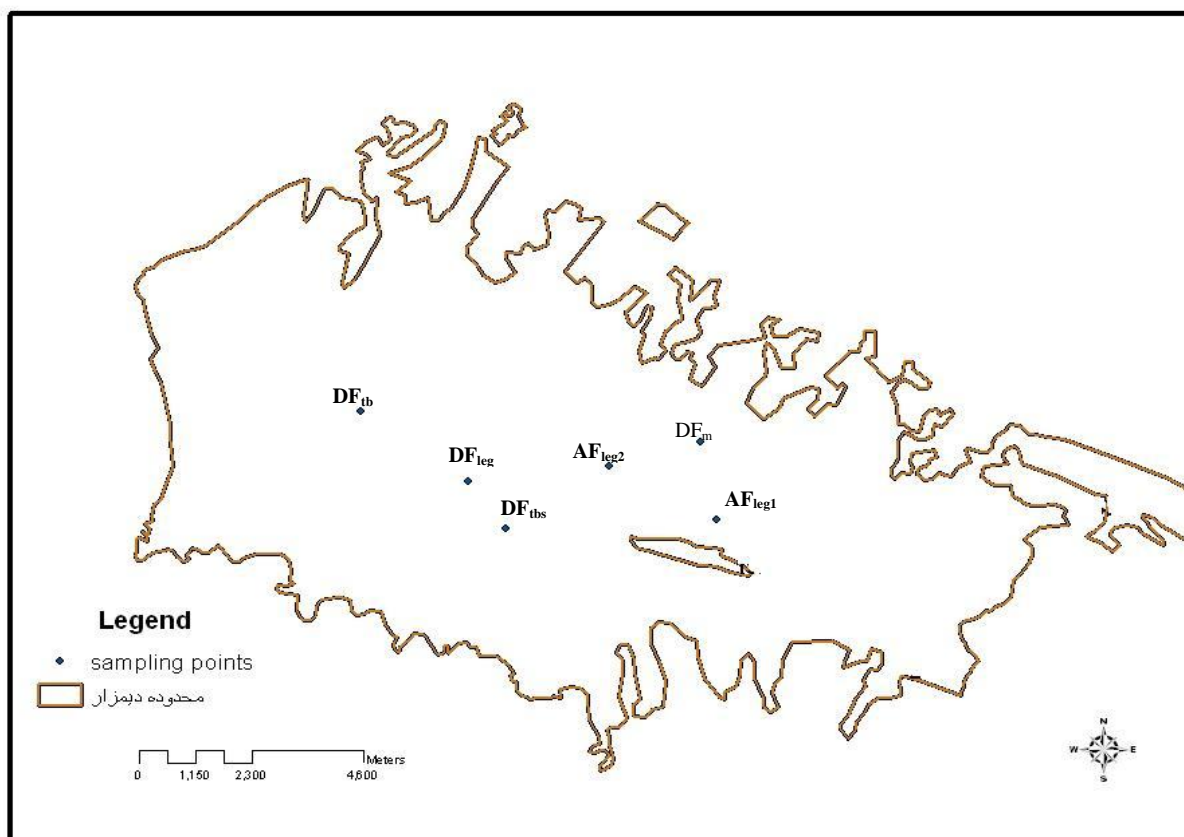 DFtb
DFleg
AFleg2
DFm
DFtbs
AFleg1
Legend
sampling points
محدوده دیمزار
Meters
0 1,150 2,300 4,600
N
W E
S